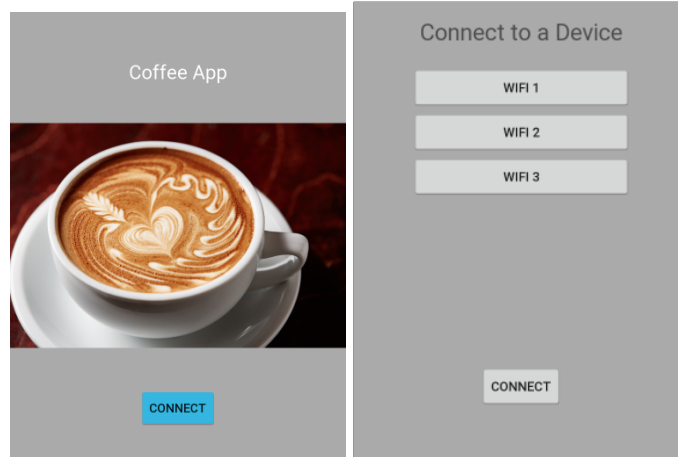 Coffee App
CONNECT
Connect to a Device
WIFI 1
WIFI 2
WIFI 3
CONNECT